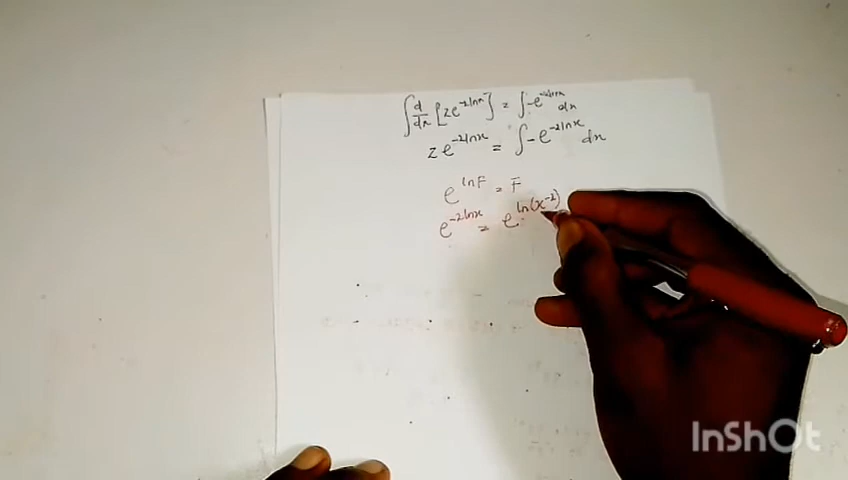 ∫ d/dx [ze^{-2lnx}] = ∫-e^{-2lnx} dx
ze^{-2lnx} = ∫-e^{-2lnx} dx
e^{lnF} = F
e^{-2lnx} = e^{ln(x^{-2})}
InShOt